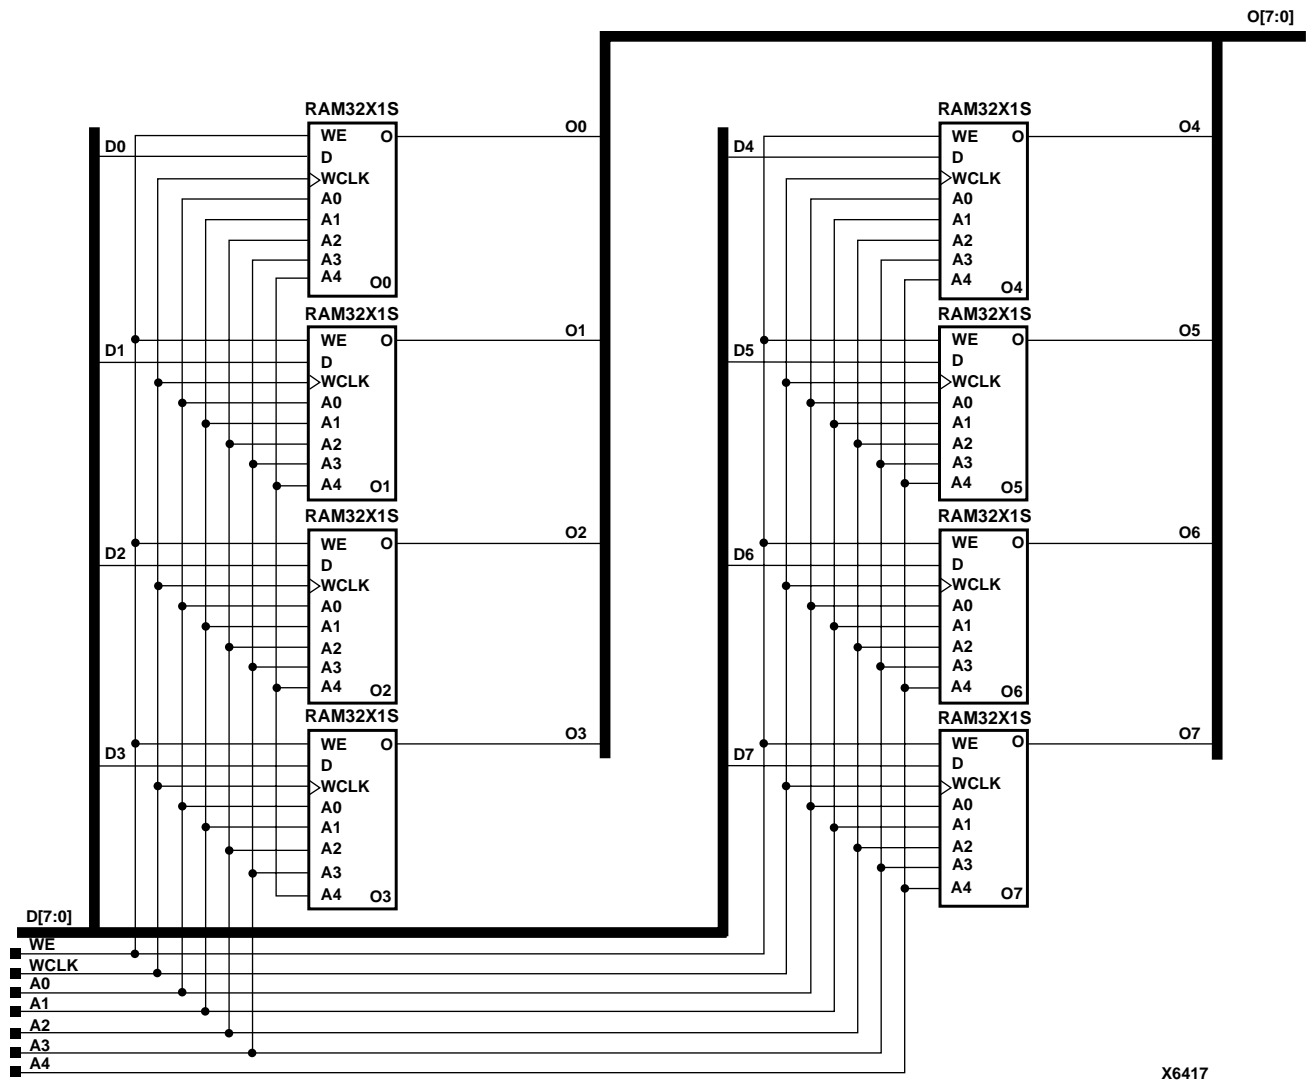 O[7:0]
RAM32X1S
WE O
D
WCLK
A0
A1
A2
A3
A4
O0
D0
O0
RAM32X1S
WE O
D
WCLK
A0
A1
A2
A3
A4
O1
D1
O1
RAM32X1S
WE O
D
WCLK
A0
A1
A2
A3
A4
O2
D2
O2
RAM32X1S
WE O
D
WCLK
A0
A1
A2
A3
A4
O3
D3
O3
RAM32X1S
WE O
D
WCLK
A0
A1
A2
A3
A4
O4
D4
O4
RAM32X1S
WE O
D
WCLK
A0
A1
A2
A3
A4
O5
D5
O5
RAM32X1S
WE O
D
WCLK
A0
A1
A2
A3
A4
O6
D6
O6
RAM32X1S
WE O
D
WCLK
A0
A1
A2
A3
A4
O7
D7
O7
D[7:0]
WE
WCLK
A0
A1
A2
A3
A4
X6417